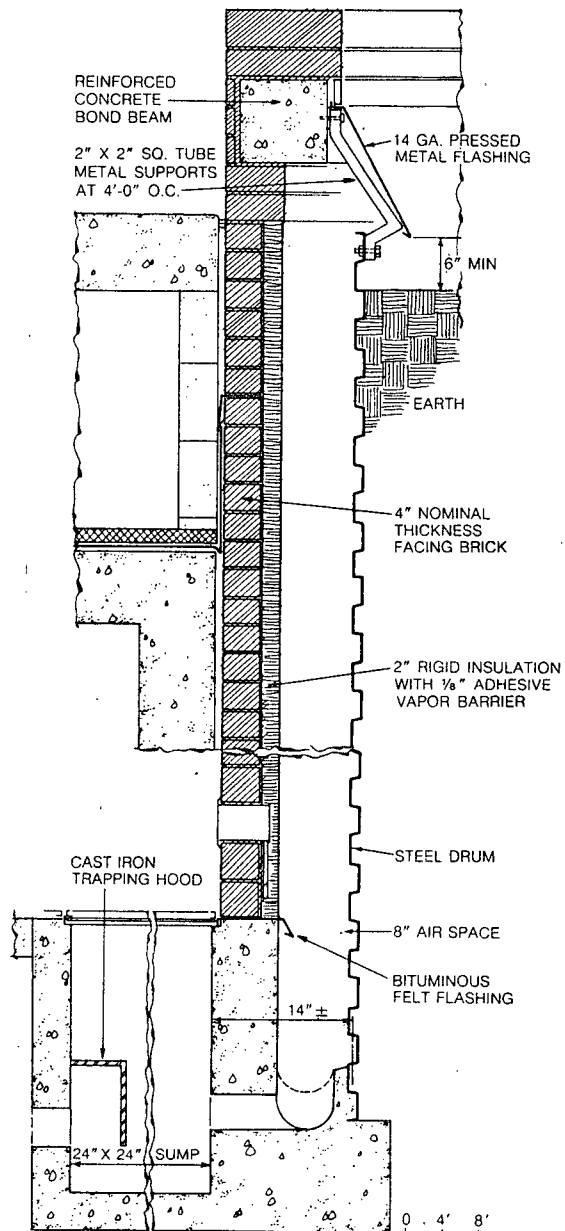 REINFORCED
CONCRETE
BOND BEAM
14 GA. PRESSED
METAL FLASHING
2" X 2" SQ. TUBE
METAL SUPPORTS
AT 4'-0" O.C.
6" MIN
EARTH
4" NOMINAL
THICKNESS
FACING BRICK
2" RIGID INSULATION
WITH ⅛" ADHESIVE
VAPOR BARRIER
STEEL DRUM
CAST IRON
TRAPPING HOOD
8" AIR SPACE
BITUMINOUS
FELT FLASHING
14" ±
24" X 24" SUMP
0 4' 8'